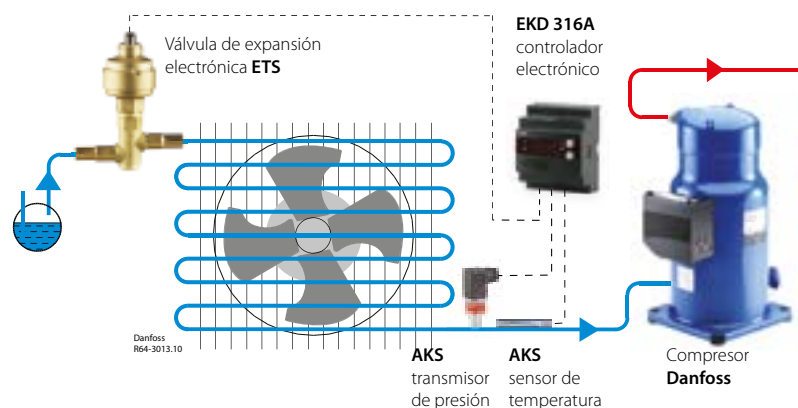 Válvula de expansión
electrónica ETS
EKD 316A
controlador
electrónico
Danfoss
R64-3013.10
AKS
transmisor
de presión
AKS
sensor de
temperatura
Compresor
Danfoss